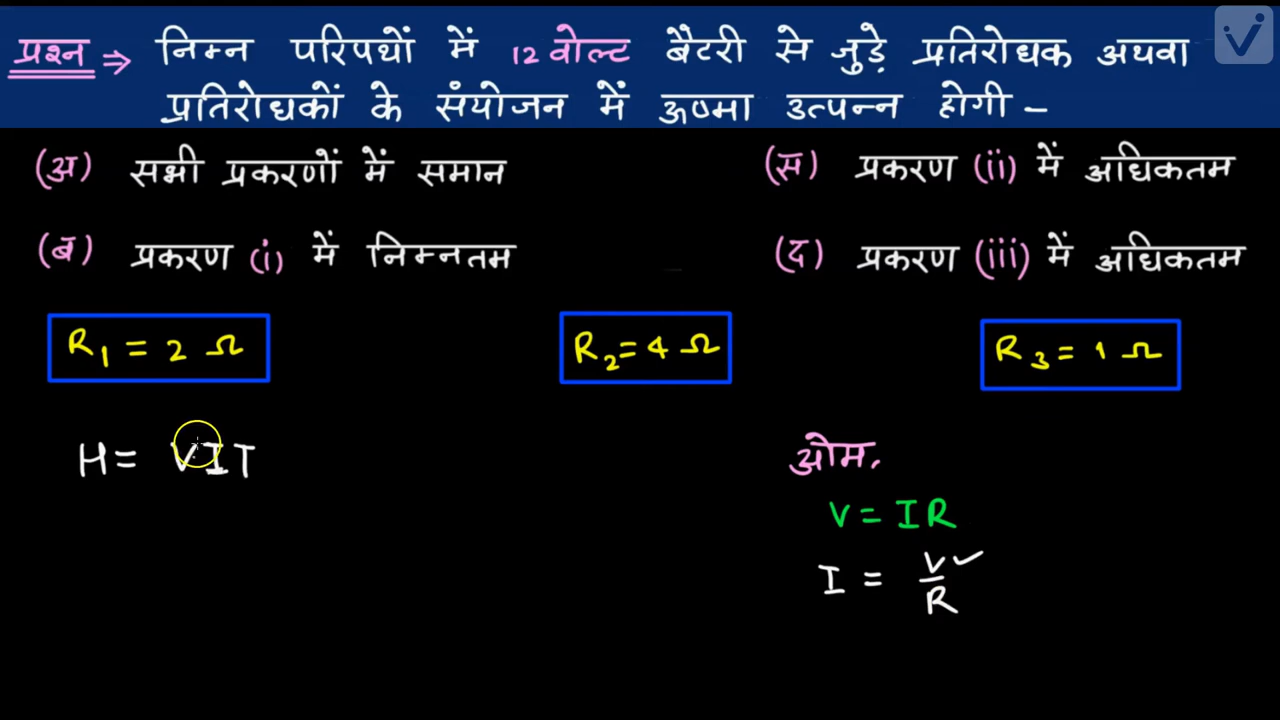 प्रश्न ⇒ निम्न परिपथों में 12 वोल्ट बैटरी से जुड़े प्रतिरोधक अथवा
प्रतिरोधकों के संयोजन में ऊष्मा उत्पन्न होगी -
(अ) सभी प्रकरणों में समान
(स) प्रकरण (ii) में अधिकतम
(ब) प्रकरण (i) में निम्नतम
(द) प्रकरण (iii) में अधिकतम
R₁ = 2 Ω
R₂ = 4 Ω
R₃ = 1 Ω
H = VIT
ओम.
V = IR
I = V/R ✓